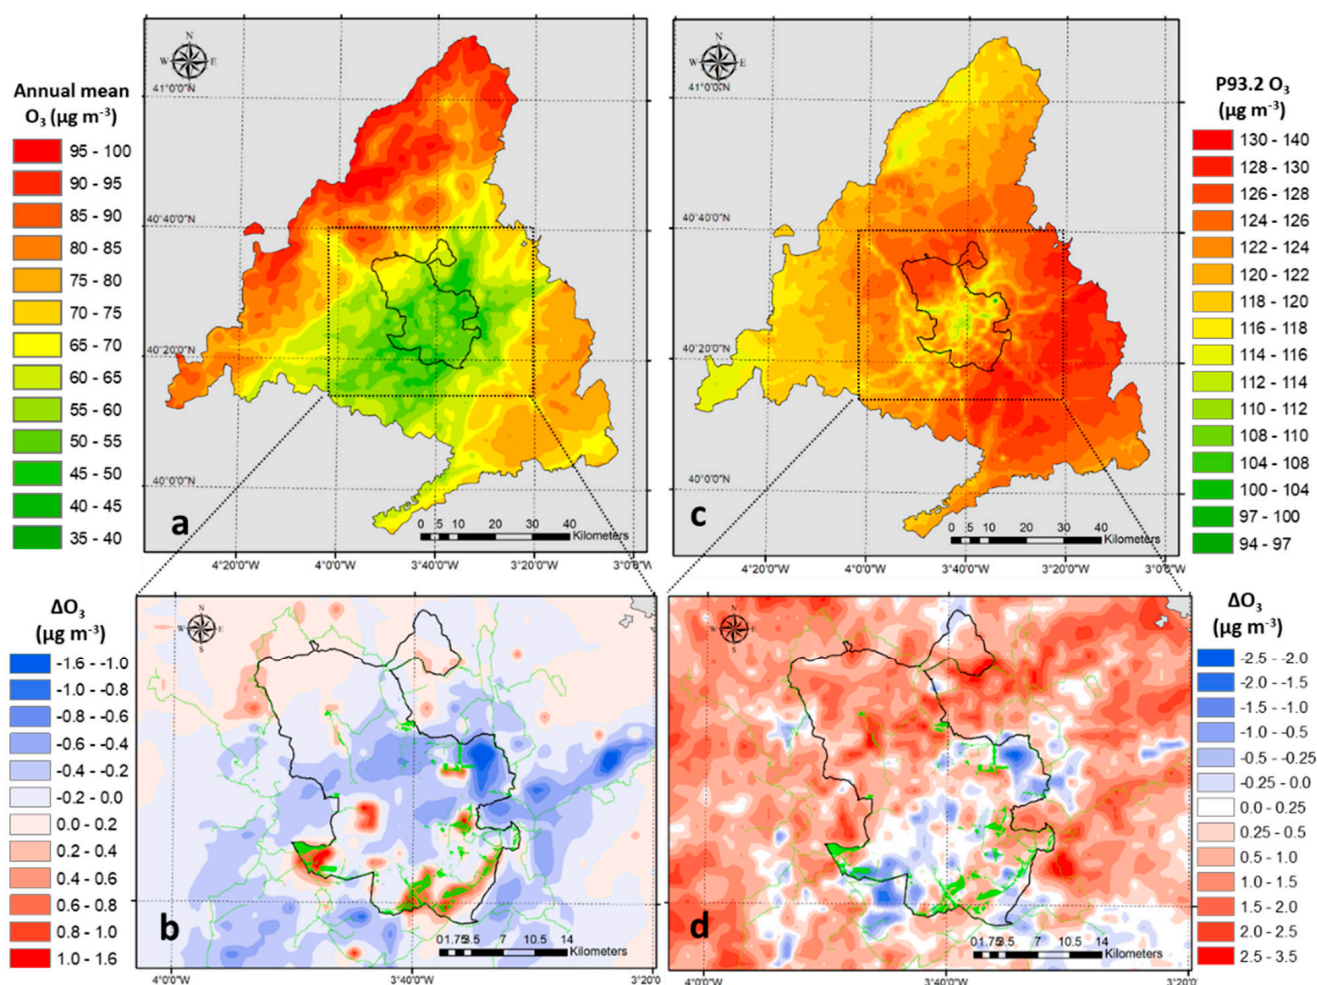 Annual mean
O₃ (µg m⁻³)
95 - 100
90 - 95
85 - 90
80 - 85
75 - 80
70 - 75
65 - 70
60 - 65
55 - 60
50 - 55
45 - 50
40 - 45
35 - 40
N
W E
S
41°0'0"N
40°40'0"N
40°20'0"N
40°0'0"N
a
0 5 10 20 30 40
Kilometers
4°20'0"W 4°0'0"W 3°40'0"W 3°20'0"W 3°0'0"W
N
W E
S
41°0'0"N
40°40'0"N
40°20'0"N
40°0'0"N
c
0 5 10 20 30 40
Kilometers
4°20'0"W 4°0'0"W 3°40'0"W 3°20'0"W 3°0'0"W
P93.2 O₃
(µg m⁻³)
130 - 140
128 - 130
126 - 128
124 - 126
122 - 124
120 - 122
118 - 120
116 - 118
114 - 116
112 - 114
110 - 112
108 - 110
104 - 108
100 - 104
97 - 100
94 - 97
ΔO₃
(µg m⁻³)
-1.6 - -1.0
-1.0 - -0.8
-0.8 - -0.6
-0.6 - -0.4
-0.4 - -0.2
-0.2 - 0.0
0.0 - 0.2
0.2 - 0.4
0.4 - 0.6
0.6 - 0.8
0.8 - 1.0
1.0 - 1.6
N
W E
S
b
01.753.5 7 10.5 14
Kilometers
4°0'0"W 3°40'0"W 3°20'0"W
N
W E
S
d
01.753.5 7 10.5 14
Kilometers
4°0'0"W 3°40'0"W 3°20'0"W
ΔO₃
(µg m⁻³)
-2.5 - -2.0
-2.0 - -1.5
-1.5 - -1.0
-1.0 - -0.5
-0.5 - -0.25
-0.25 - 0.0
0.0 - 0.25
0.25 - 0.5
0.5 - 1.0
1.0 - 1.5
1.5 - 2.0
2.0 - 2.5
2.5 - 3.5